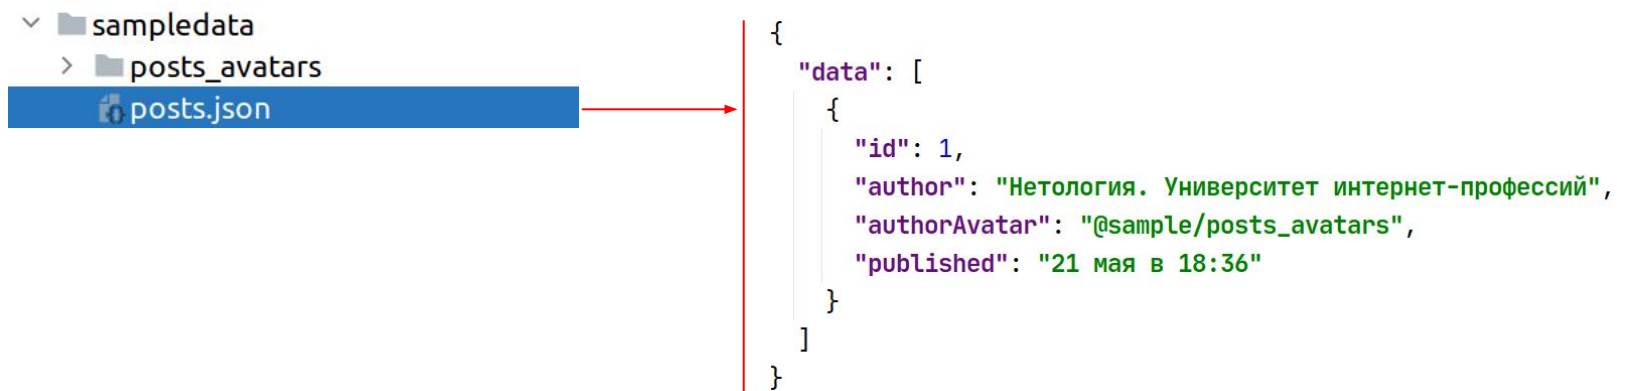 sampledata
posts_avatars
posts.json
{
"data": [
{
"id": 1,
"author": "Нетология. Университет интернет-профессий",
"authorAvatar": "@sample/posts_avatars",
"published": "21 мая в 18:36"
}
]
}